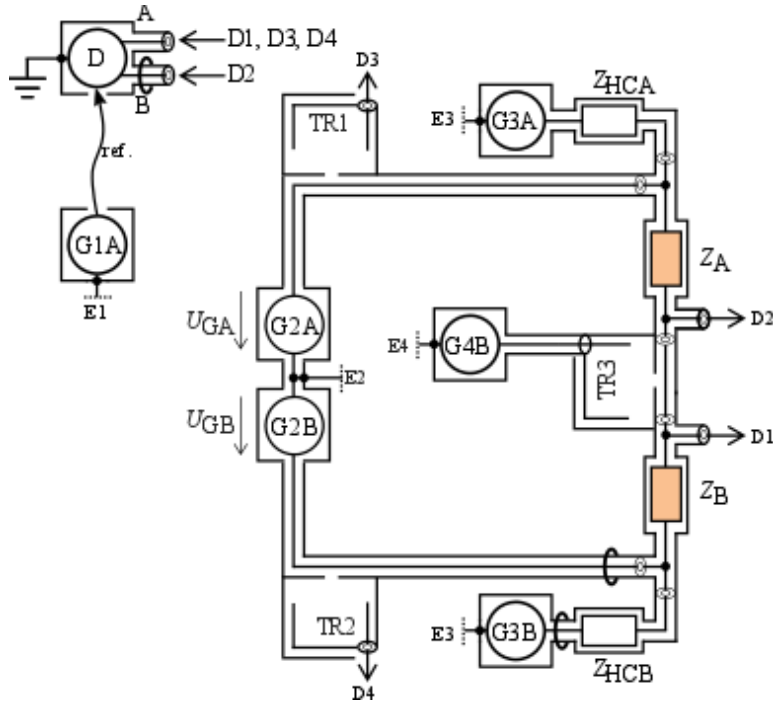 A
D
D1, D3, D4
D2
B
ref.
G1A
E1
D3
TR1
E3
G3A
ZHCA
ZA
UGA
G2A
E4
G4B
D2
E2
TR3
UGB
G2B
D1
ZB
TR2
D4
E3
G3B
ZHCB